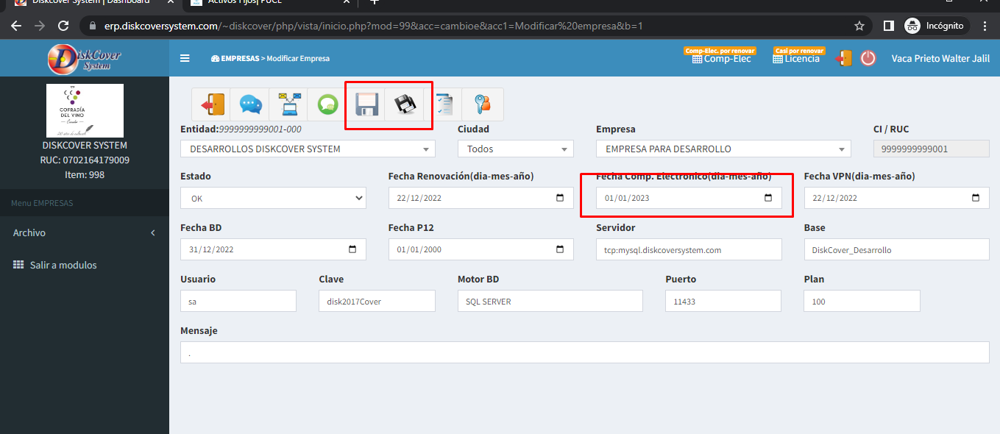 DiskCover System | Dashboard
Activos Fijos| PUCE
erp.diskcoversystem.com/~diskcover/php/vista/inicio.php?mod=99&acc=cambioe&acc1=Modificar%20empresa&b=1
Incógnito
DiskCover
System
EMPRESAS > Modificar Empresa
Comp-Elec. por renovar
Comp-Elec
Casi por renovar
Licencia
Vaca Prieto Walter Jalil
COFRADÍA
DEL VINO
DISKCOVER SYSTEM
RUC: 0702164179009
Item: 998
Menu EMPRESAS
Archivo
Salir a modulos
Entidad:9999999999001-000
Ciudad
Empresa
CI / RUC
DESARROLLOS DISKCOVER SYSTEM
Todos
EMPRESA PARA DESARROLLO
9999999999001
Estado
Fecha Renovación(dia-mes-año)
Fecha Comp. Electronico(dia-mes-año)
Fecha VPN(dia-mes-año)
OK
22/12/2022
01/01/2023
22/12/2022
Fecha BD
Fecha P12
Servidor
Base
31/12/2022
01/01/2000
tcp:mysql.diskcoversystem.com
DiskCover_Desarrollo
Usuario
Clave
Motor BD
Puerto
Plan
sa
disk2017Cover
SQL SERVER
11433
100
Mensaje
.